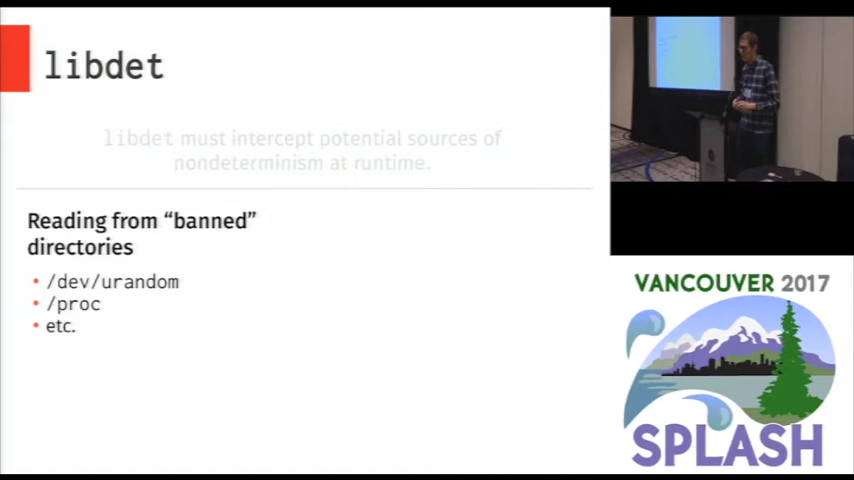 libdet
libdet must intercept potential sources of
nondeterminism at runtime.
Reading from “banned”
directories
• /dev/urandom
• /proc
• etc.
VANCOUVER 2017
SPLASH